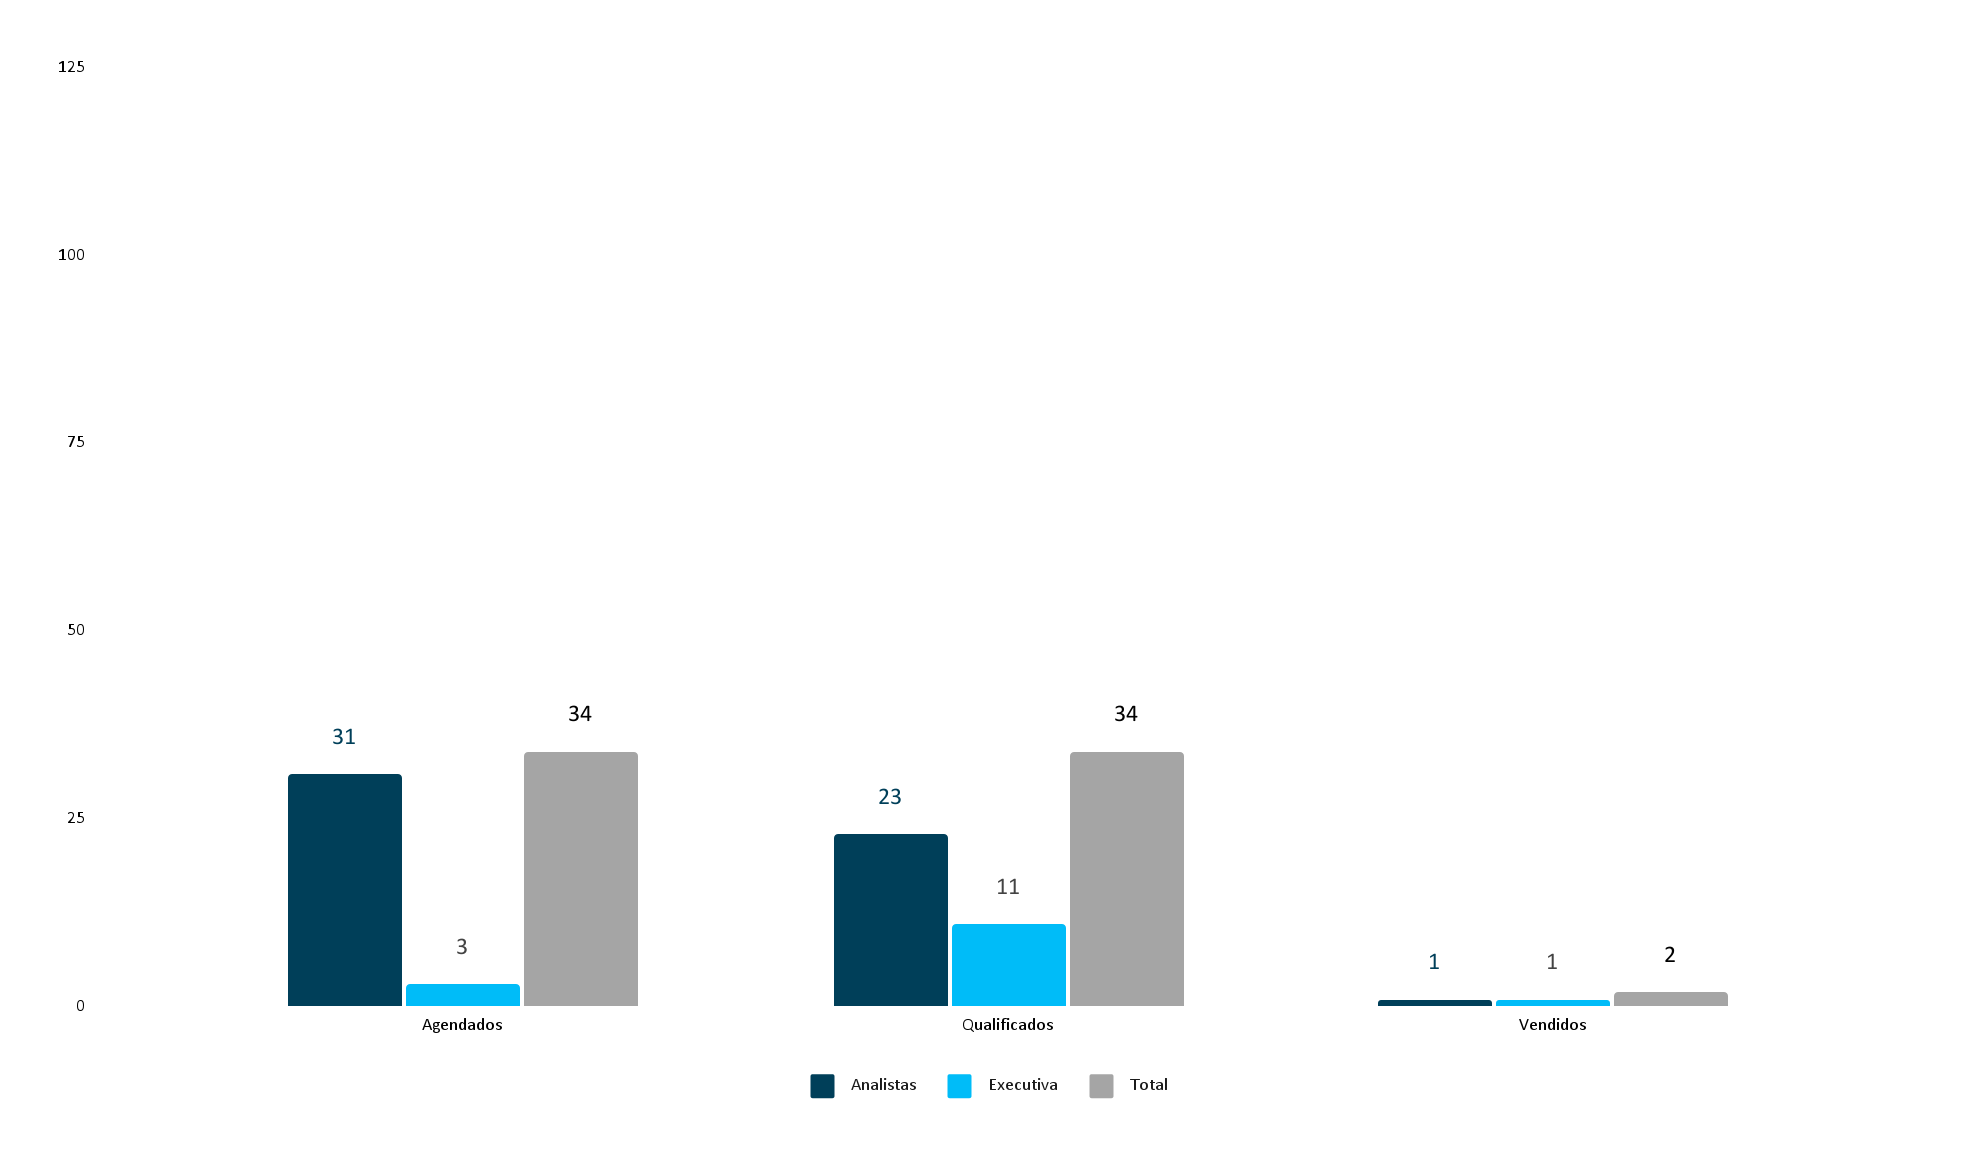 125
100
75
50
25
0
31
3
34
23
11
34
1
1
2
Agendados
Qualificados
Vendidos
Analistas
Executiva
Total